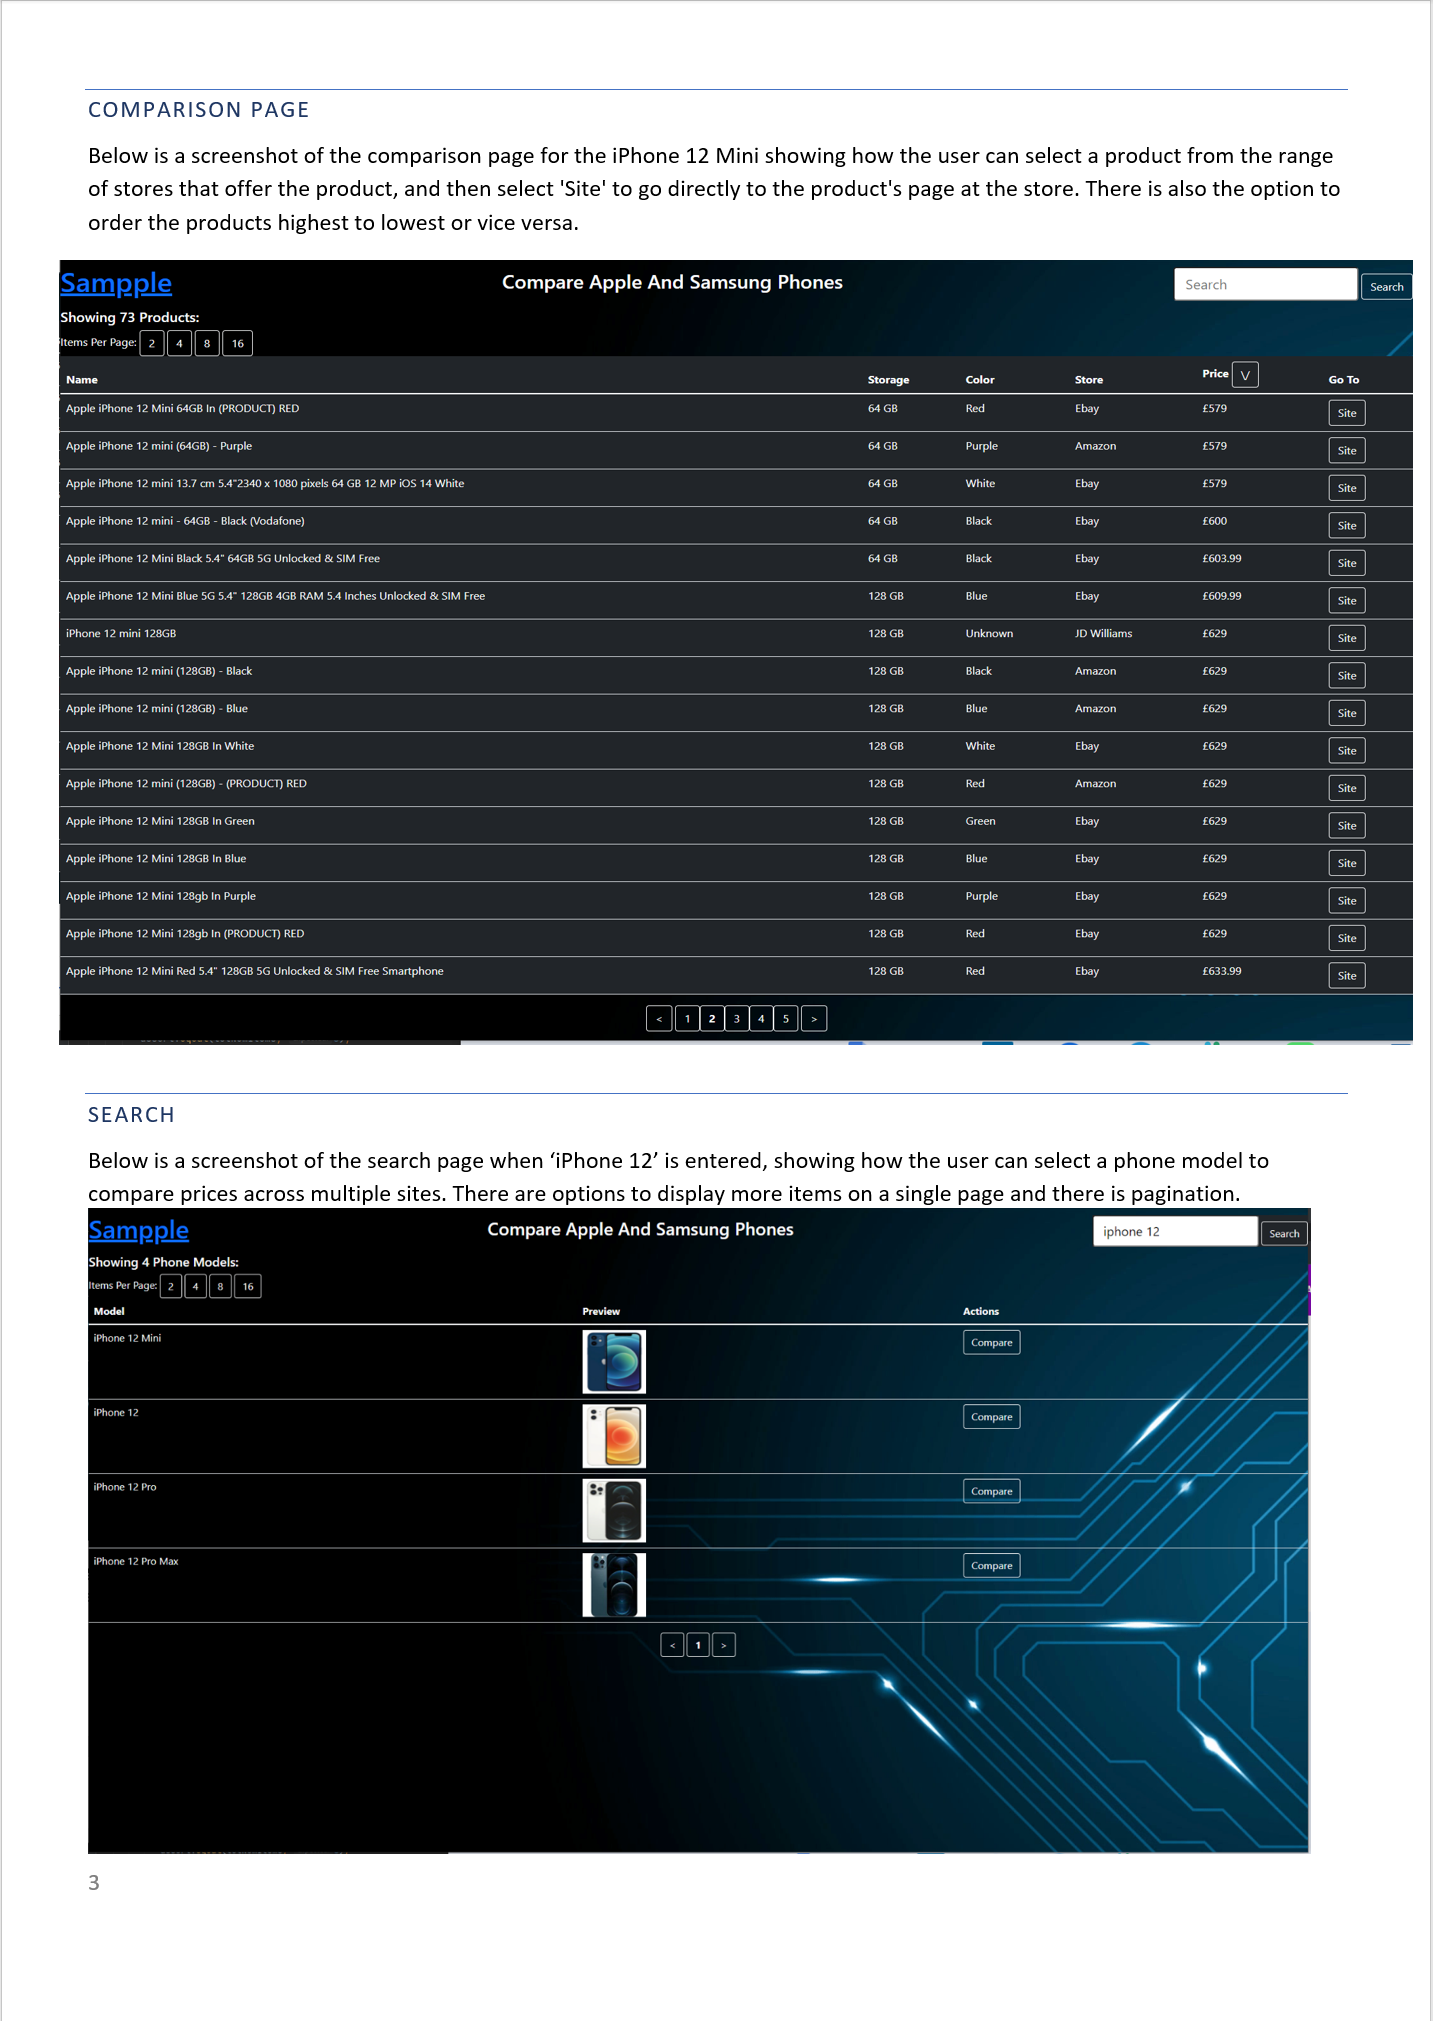 COMPARISON PAGE
Below is a screenshot of the comparison page for the iPhone 12 Mini showing how the user can select a product from the range
of stores that offer the product, and then select 'Site' to go directly to the product's page at the store. There is also the option to
order the products highest to lowest or vice versa.
Sampple Compare Apple And Samsung Phones Search Search
Showing 73 Products:
Items Per Page: 2 4 8 16
Name Storage Color Store Price V Go To
Apple iPhone 12 Mini 64GB In (PRODUCT) RED 64 GB Red Ebay £579 Site
Apple iPhone 12 mini (64GB) - Purple 64 GB Purple Amazon £579 Site
Apple iPhone 12 mini 13.7 cm 5.4"2340 x 1080 pixels 64 GB 12 MP iOS 14 White 64 GB White Ebay £579 Site
Apple iPhone 12 mini - 64GB - Black (Vodafone) 64 GB Black Ebay £600 Site
Apple iPhone 12 Mini Black 5.4" 64GB 5G Unlocked & SIM Free 64 GB Black Ebay £603.99 Site
Apple iPhone 12 Mini Blue 5G 5.4" 128GB 4GB RAM 5.4 Inches Unlocked & SIM Free 128 GB Blue Ebay £609.99 Site
iPhone 12 mini 128GB 128 GB Unknown JD Williams £629 Site
Apple iPhone 12 mini (128GB) - Black 128 GB Black Amazon £629 Site
Apple iPhone 12 mini (128GB) - Blue 128 GB Blue Amazon £629 Site
Apple iPhone 12 Mini 128GB In White 128 GB White Ebay £629 Site
Apple iPhone 12 mini (128GB) - (PRODUCT) RED 128 GB Red Amazon £629 Site
Apple iPhone 12 Mini 128GB In Green 128 GB Green Ebay £629 Site
Apple iPhone 12 Mini 128GB In Blue 128 GB Blue Ebay £629 Site
Apple iPhone 12 Mini 128gb In Purple 128 GB Purple Ebay £629 Site
Apple iPhone 12 Mini 128gb In (PRODUCT) RED 128 GB Red Ebay £629 Site
Apple iPhone 12 Mini Red 5.4" 128GB 5G Unlocked & SIM Free Smartphone 128 GB Red Ebay £633.99 Site
< 1 2 3 4 5 >
SEARCH
Below is a screenshot of the search page when ‘iPhone 12’ is entered, showing how the user can select a phone model to
compare prices across multiple sites. There are options to display more items on a single page and there is pagination.
Sampple Compare Apple And Samsung Phones iphone 12 Search
Showing 4 Phone Models:
Items Per Page: 2 4 8 16
Model Preview Actions
iPhone 12 Mini Compare
iPhone 12 Compare
iPhone 12 Pro Compare
iPhone 12 Pro Max Compare
< 1 >
3